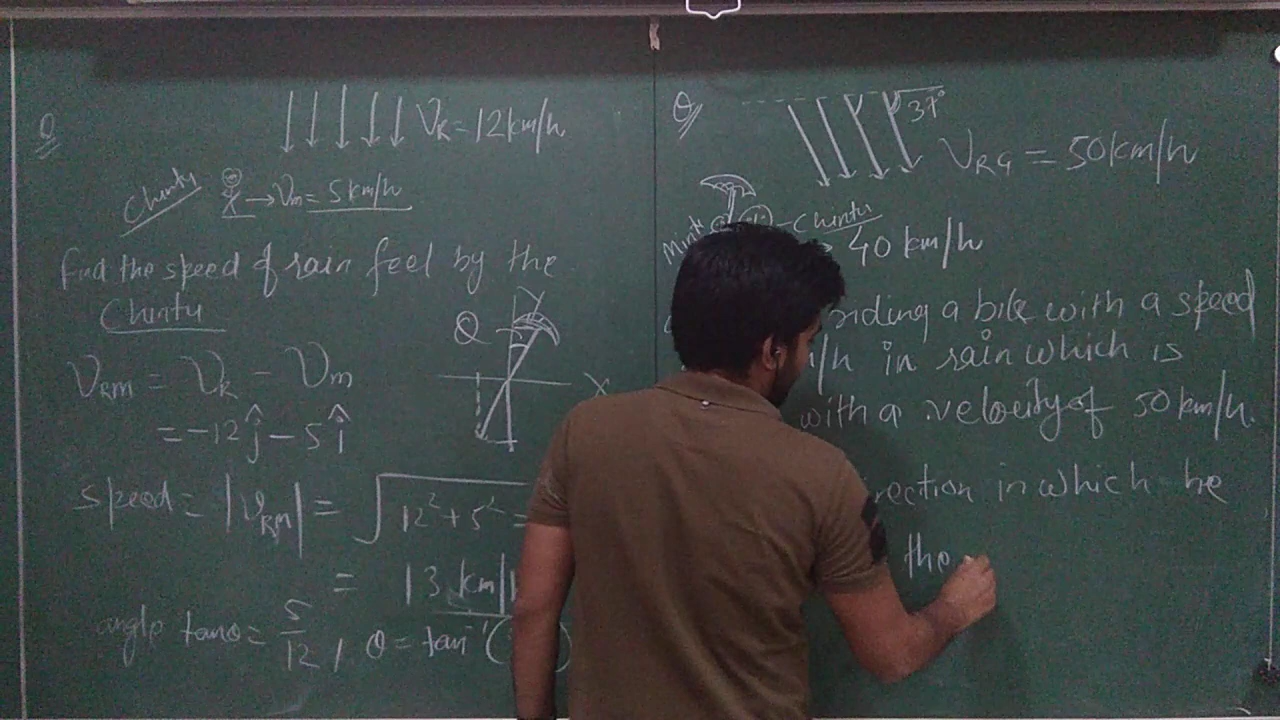 Q
V_R = 12 km/h
Chintu → V_m = 5 km/h
find the speed of rain feel by the
Chintu
V_RM = V_R - V_m
= -12ĵ - 5î
speed = |V_RM| = √12² + 5² =
= 13 km/h
angle tanθ = 5/12, θ = tan⁻¹(
Y
θ
X
Q
37°
V_RG = 50 km/h
Chintu
40 km/h
riding a bike with a speed
/h in rain which is
with a velocity of 50 km/h.
rection in which he
the